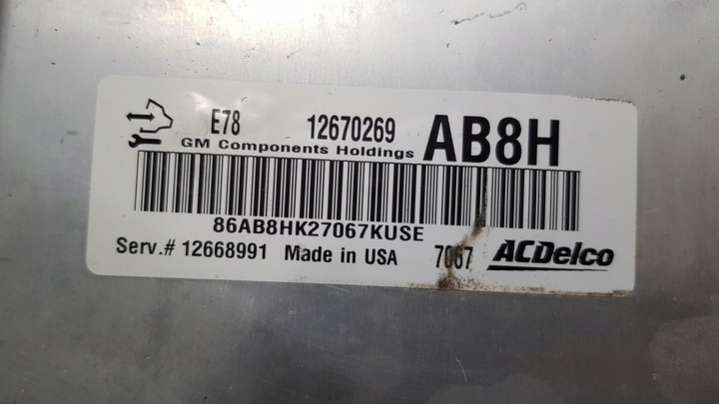 E78 12670269 AB8H
GM Components Holdings
86AB8HK27067KUSE
Serv.# 12668991 Made in USA 7067 ACDelco